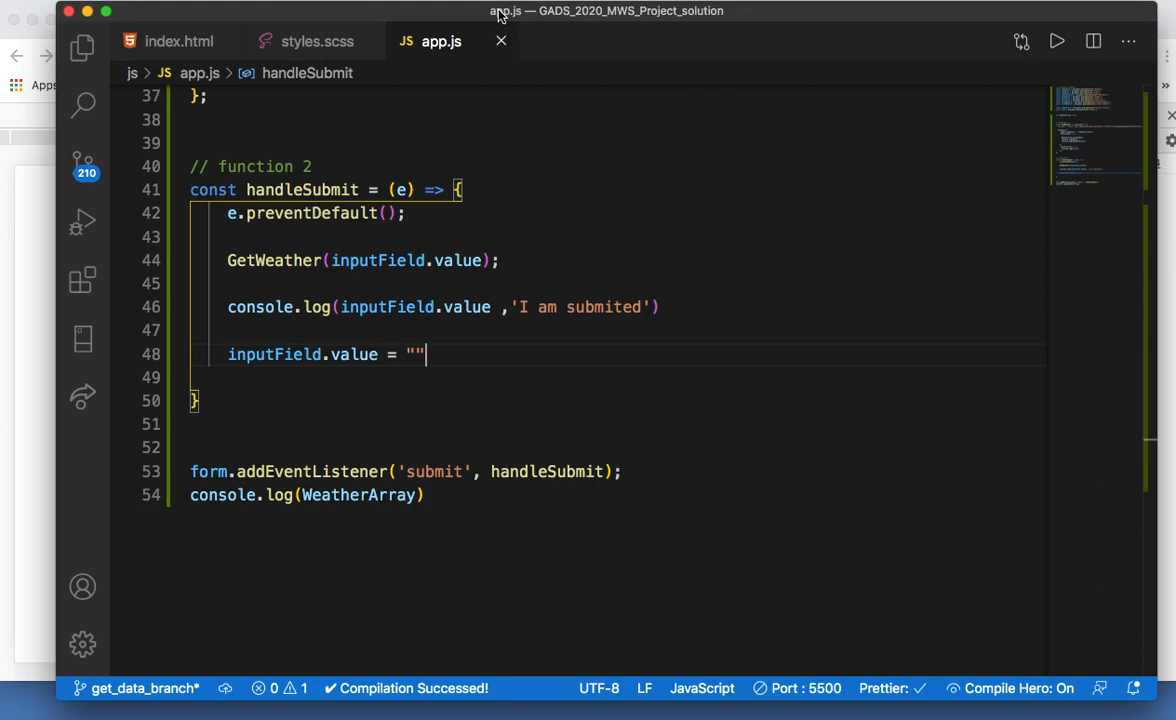 app.js — GADS_2020_MWS_Project_solution
index.html
styles.scss
JS app.js
Apps
js > JS app.js > handleSubmit
37 };
38
39
40 // function 2
41 const handleSubmit = (e) => {
42 e.preventDefault();
43
44 GetWeather(inputField.value);
45
46 console.log(inputField.value ,'I am submited')
47
48 inputField.value = ""
49
50 }
51
52
53 form.addEventListener('submit', handleSubmit);
54 console.log(WeatherArray)
210
get_data_branch* 0 1 ✔ Compilation Successed! UTF-8 LF JavaScript Port : 5500 Prettier: ✓ Compile Hero: On